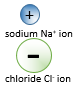 +
sodium Na⁺ ion
−
chloride Cl⁻ ion